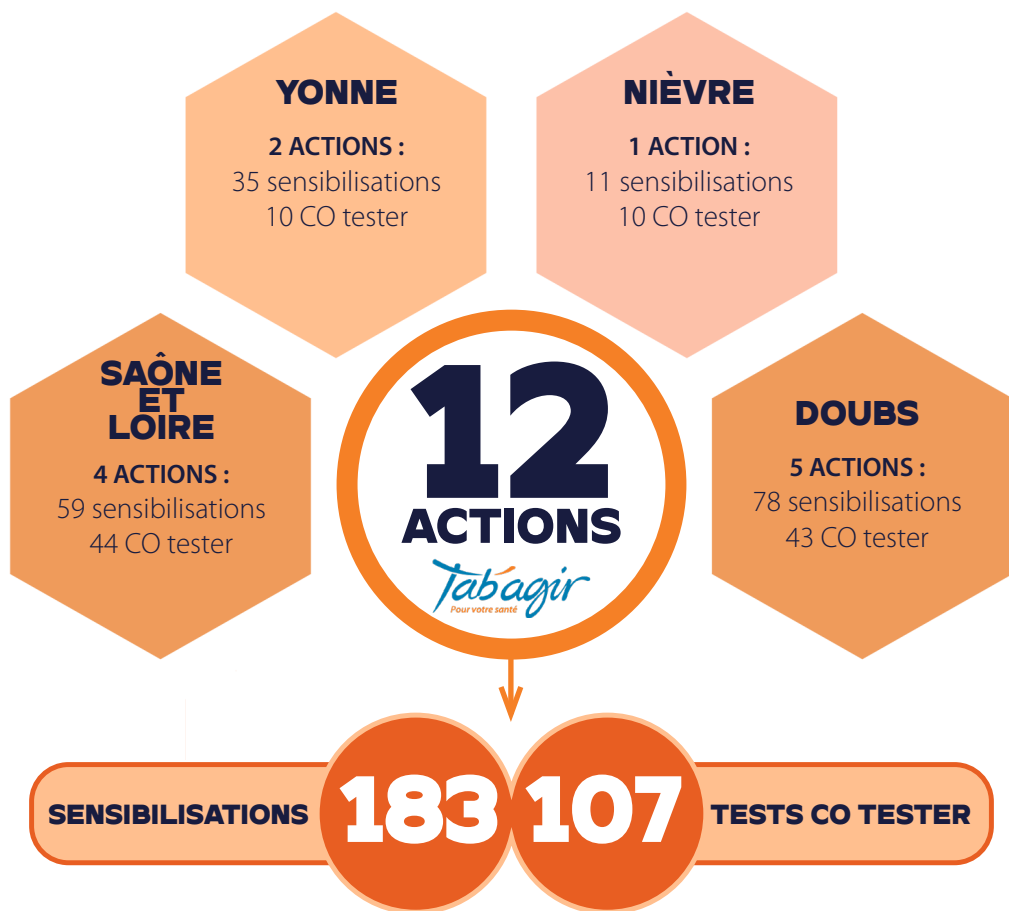 YONNE
2 ACTIONS :
35 sensibilisations
10 CO tester
NIÈVRE
1 ACTION :
11 sensibilisations
10 CO tester
SAÔNE
ET
LOIRE
4 ACTIONS :
59 sensibilisations
44 CO tester
12
ACTIONS
Tab'agir
Pour votre santé
DOUBS
5 ACTIONS :
78 sensibilisations
43 CO tester
SENSIBILISATIONS 183
107 TESTS CO TESTER